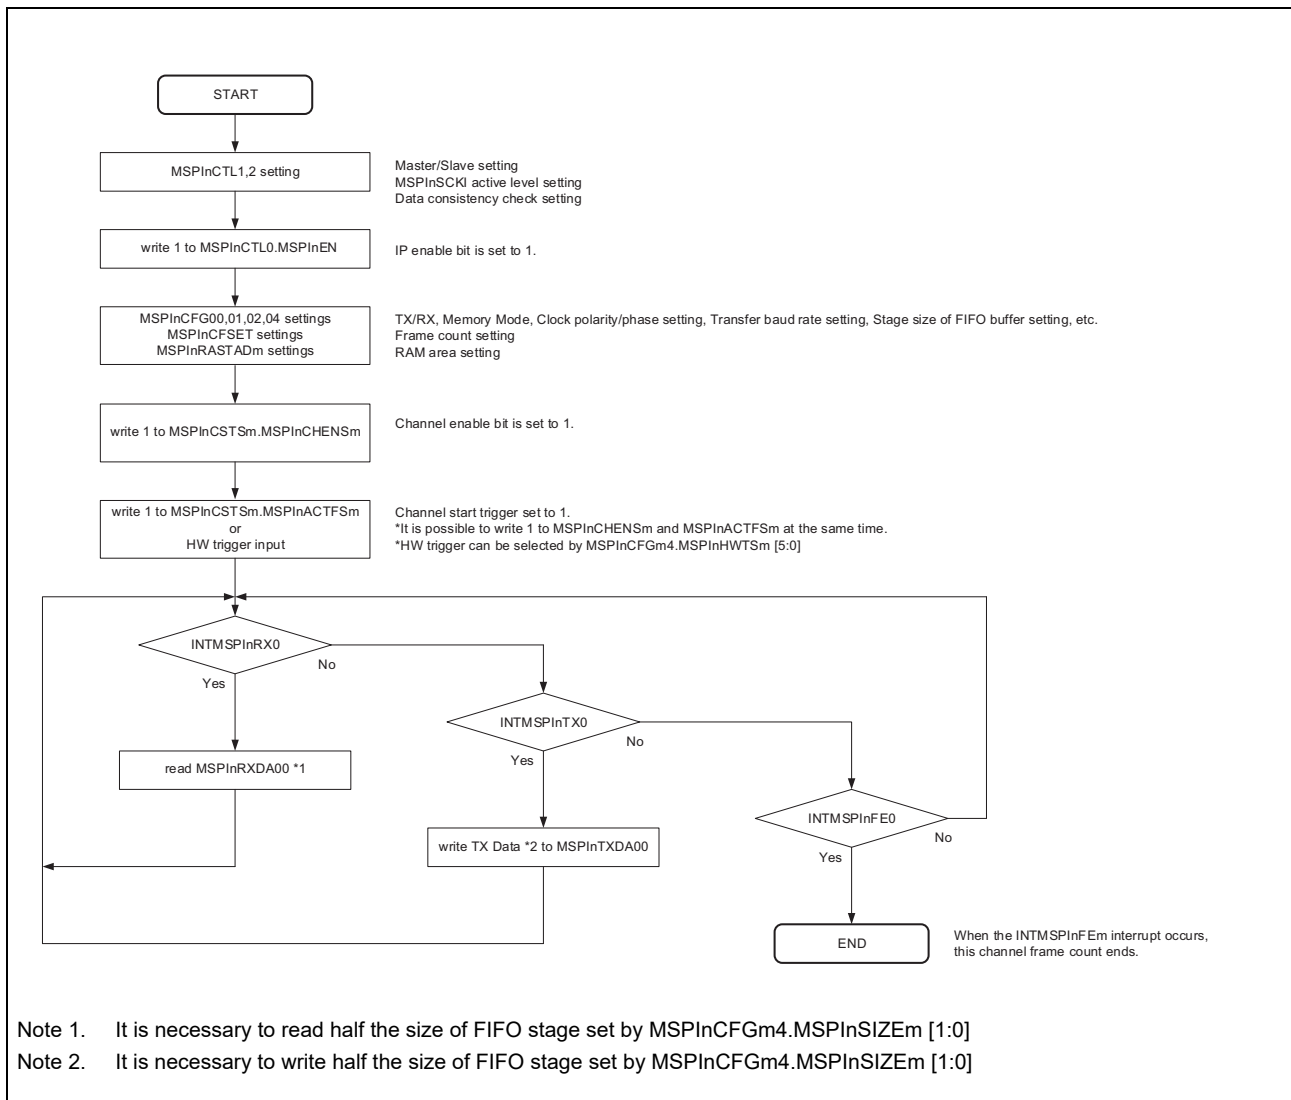 START
MSPInCTL1,2 setting
Master/Slave setting
MSPInSCKI active level setting
Data consistency check setting
write 1 to MSPInCTL0.MSPInEN
IP enable bit is set to 1.
MSPInCFG00,01,02,04 settings
MSPInCFSET settings
MSPInRASTADm settings
TX/RX, Memory Mode, Clock polarity/phase setting, Transfer baud rate setting, Stage size of FIFO buffer setting, etc.
Frame count setting
RAM area setting
write 1 to MSPInCSTSm.MSPInCHENSm
Channel enable bit is set to 1.
write 1 to MSPInCSTSm.MSPInACTFSm
or
HW trigger input
Channel start trigger set to 1.
*It is possible to write 1 to MSPInCHENSm and MSPInACTFSm at the same time.
*HW trigger can be selected by MSPInCFGm4.MSPInHWTSm [5:0]
INTMSPInRX0
No
Yes
INTMSPInTX0
No
Yes
read MSPInRXDA00 *1
INTMSPInFE0
No
Yes
write TX Data *2 to MSPInTXDA00
END
When the INTMSPInFEm interrupt occurs,
this channel frame count ends.
Note 1. It is necessary to read half the size of FIFO stage set by MSPInCFGm4.MSPInSIZEm [1:0]
Note 2. It is necessary to write half the size of FIFO stage set by MSPInCFGm4.MSPInSIZEm [1:0]